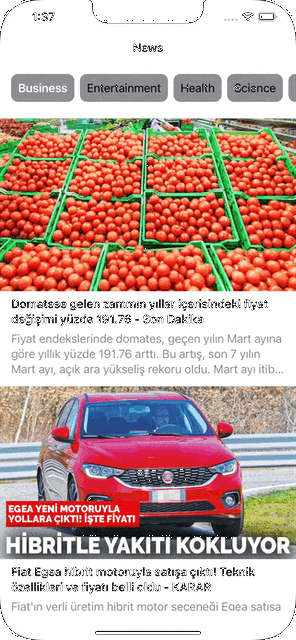 1:37
News
Business Entertainment Health Science
Domatese gelen zammın yıllar içerisindeki fiyat
değişimi yüzde 191.76 - Son Dakika
Fiyat endekslerinde domates, geçen yılın Mart ayına
göre yıllık yüzde 191.76 arttı. Bu artış, son 7 yılın
Mart ayı, açık ara yükseliş rekoru oldu. Mart ayı itib...
EGEA YENİ MOTORUYLA
YOLLARA ÇIKTI! İŞTE FİYATI
HİBRİTLE YAKITI KOKLUYOR
Fiat Egea hibrit motoruyla satışa çıktı! Teknik
özellikleri ve fiyatı belli oldu - KARAR
Fiat'ın yerli üretim hibrit motor seçeneği Egea satışa